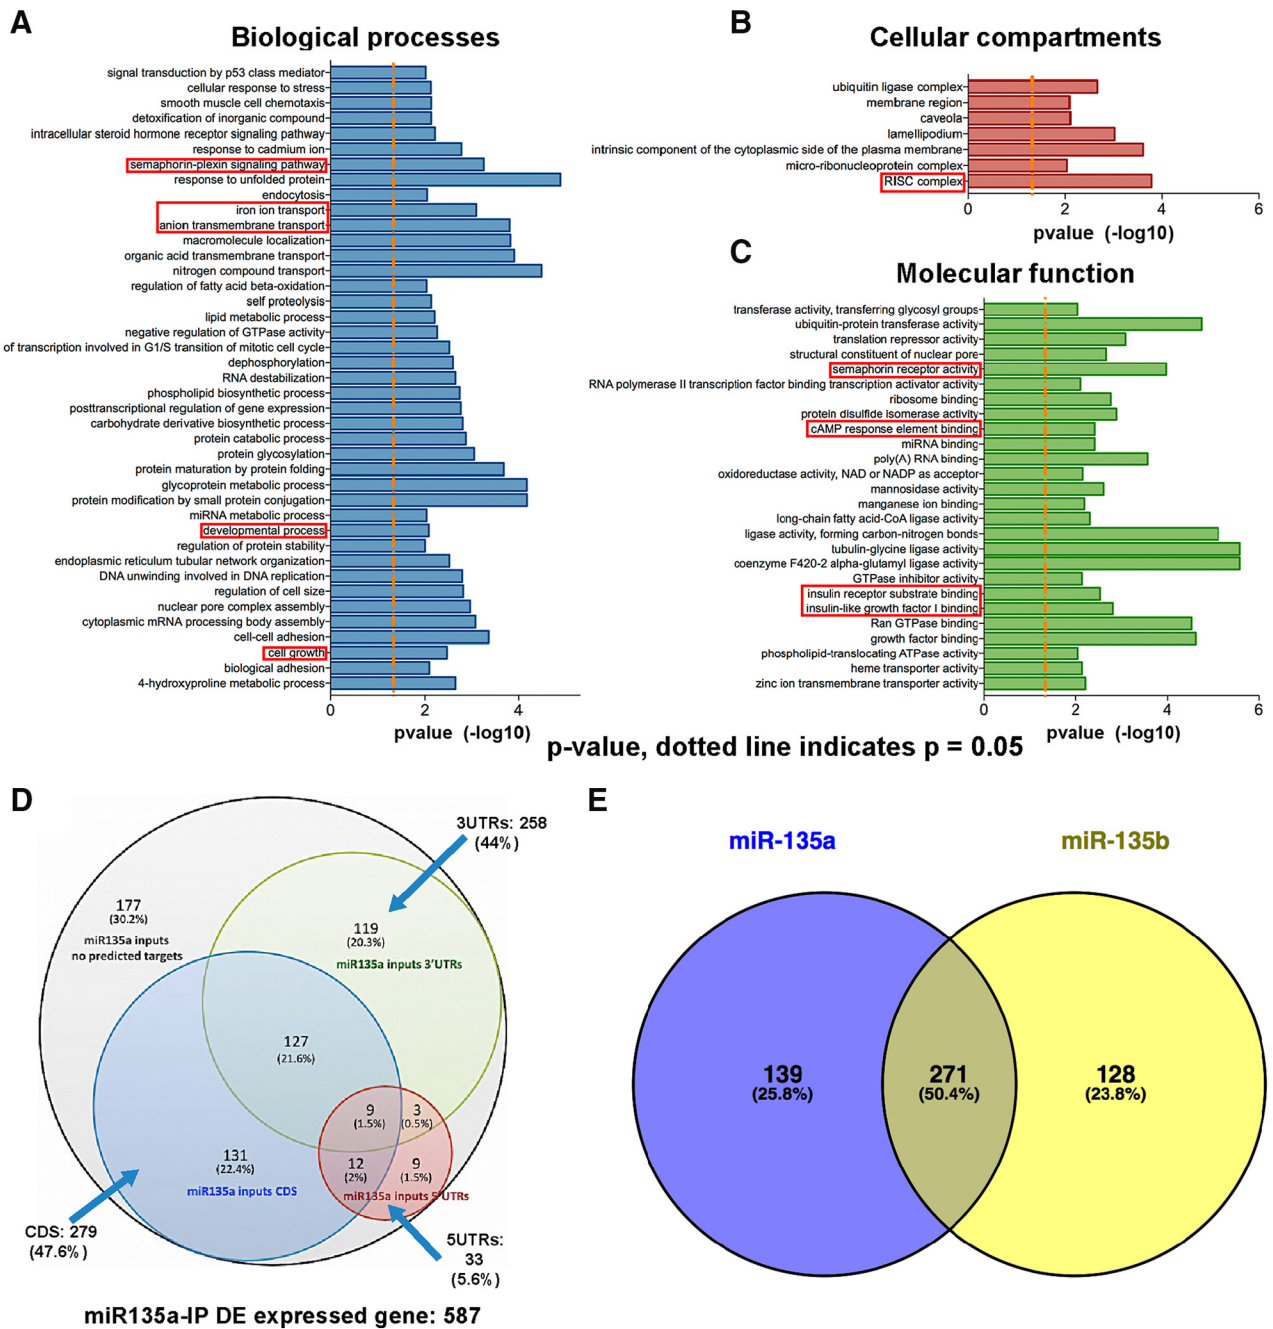 A
Biological processes
signal transduction by p53 class mediator
cellular response to stress
smooth muscle cell chemotaxis
detoxification of inorganic compound
intracellular steroid hormone receptor signaling pathway
response to cadmium ion
semaphorin-plexin signaling pathway
response to unfolded protein
endocytosis
iron ion transport
anion transmembrane transport
macromolecule localization
organic acid transmembrane transport
nitrogen compound transport
regulation of fatty acid beta-oxidation
self proteolysis
lipid metabolic process
negative regulation of GTPase activity
of transcription involved in G1/S transition of mitotic cell cycle
dephosphorylation
RNA destabilization
phospholipid biosynthetic process
posttranscriptional regulation of gene expression
carbohydrate derivative biosynthetic process
protein catabolic process
protein glycosylation
protein maturation by protein folding
glycoprotein metabolic process
protein modification by small protein conjugation
miRNA metabolic process
developmental process
regulation of protein stability
endoplasmic reticulum tubular network organization
DNA unwinding involved in DNA replication
regulation of cell size
nuclear pore complex assembly
cytoplasmic mRNA processing body assembly
cell-cell adhesion
cell growth
biological adhesion
4-hydroxyproline metabolic process
0 2 4
pvalue (-log10)
B
Cellular compartments
ubiquitin ligase complex
membrane region
caveola
lamellipodium
intrinsic component of the cytoplasmic side of the plasma membrane
micro-ribonucleoprotein complex
RISC complex
0 2 4 6
pvalue (-log10)
C
Molecular function
transferase activity, transferring glycosyl groups
ubiquitin-protein transferase activity
translation repressor activity
structural constituent of nuclear pore
semaphorin receptor activity
RNA polymerase II transcription factor binding transcription activator activity
ribosome binding
protein disulfide isomerase activity
cAMP response element binding
miRNA binding
poly(A) RNA binding
oxidoreductase activity, NAD or NADP as acceptor
mannosidase activity
manganese ion binding
long-chain fatty acid-CoA ligase activity
ligase activity, forming carbon-nitrogen bonds
tubulin-glycine ligase activity
coenzyme F420-2 alpha-glutamyl ligase activity
GTPase inhibitor activity
insulin receptor substrate binding
insulin-like growth factor I binding
Ran GTPase binding
growth factor binding
phospholipid-translocating ATPase activity
heme transporter activity
zinc ion transmembrane transporter activity
0 2 4 6
pvalue (-log10)
p-value, dotted line indicates p = 0.05
D
3UTRs: 258
(44%)
177
(30.2%)
miR135a inputs
no predicted targets
119
(20.3%)
miR135a inputs 3'UTRs
127
(21.6%)
9
(1.5%)
3
(0.5%)
131
(22.4%)
miR135a inputs CDS
12
(2%)
9
(1.5%)
miR135a inputs 5'UTRs
CDS: 279
(47.6%)
5UTRs:
33
(5.6%)
miR135a-IP DE expressed gene: 587
E
miR-135a
miR-135b
139
(25.8%)
271
(50.4%)
128
(23.8%)